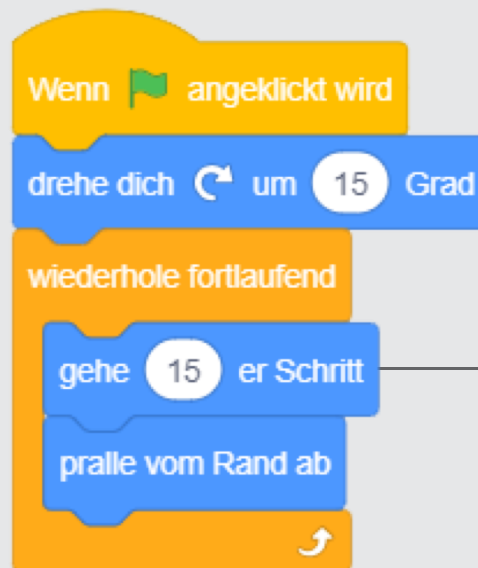 Wenn angeklickt wird
drehe dich um 15 Grad
wiederhole fortlaufend
gehe 15 er Schritt
pralle vom Rand ab